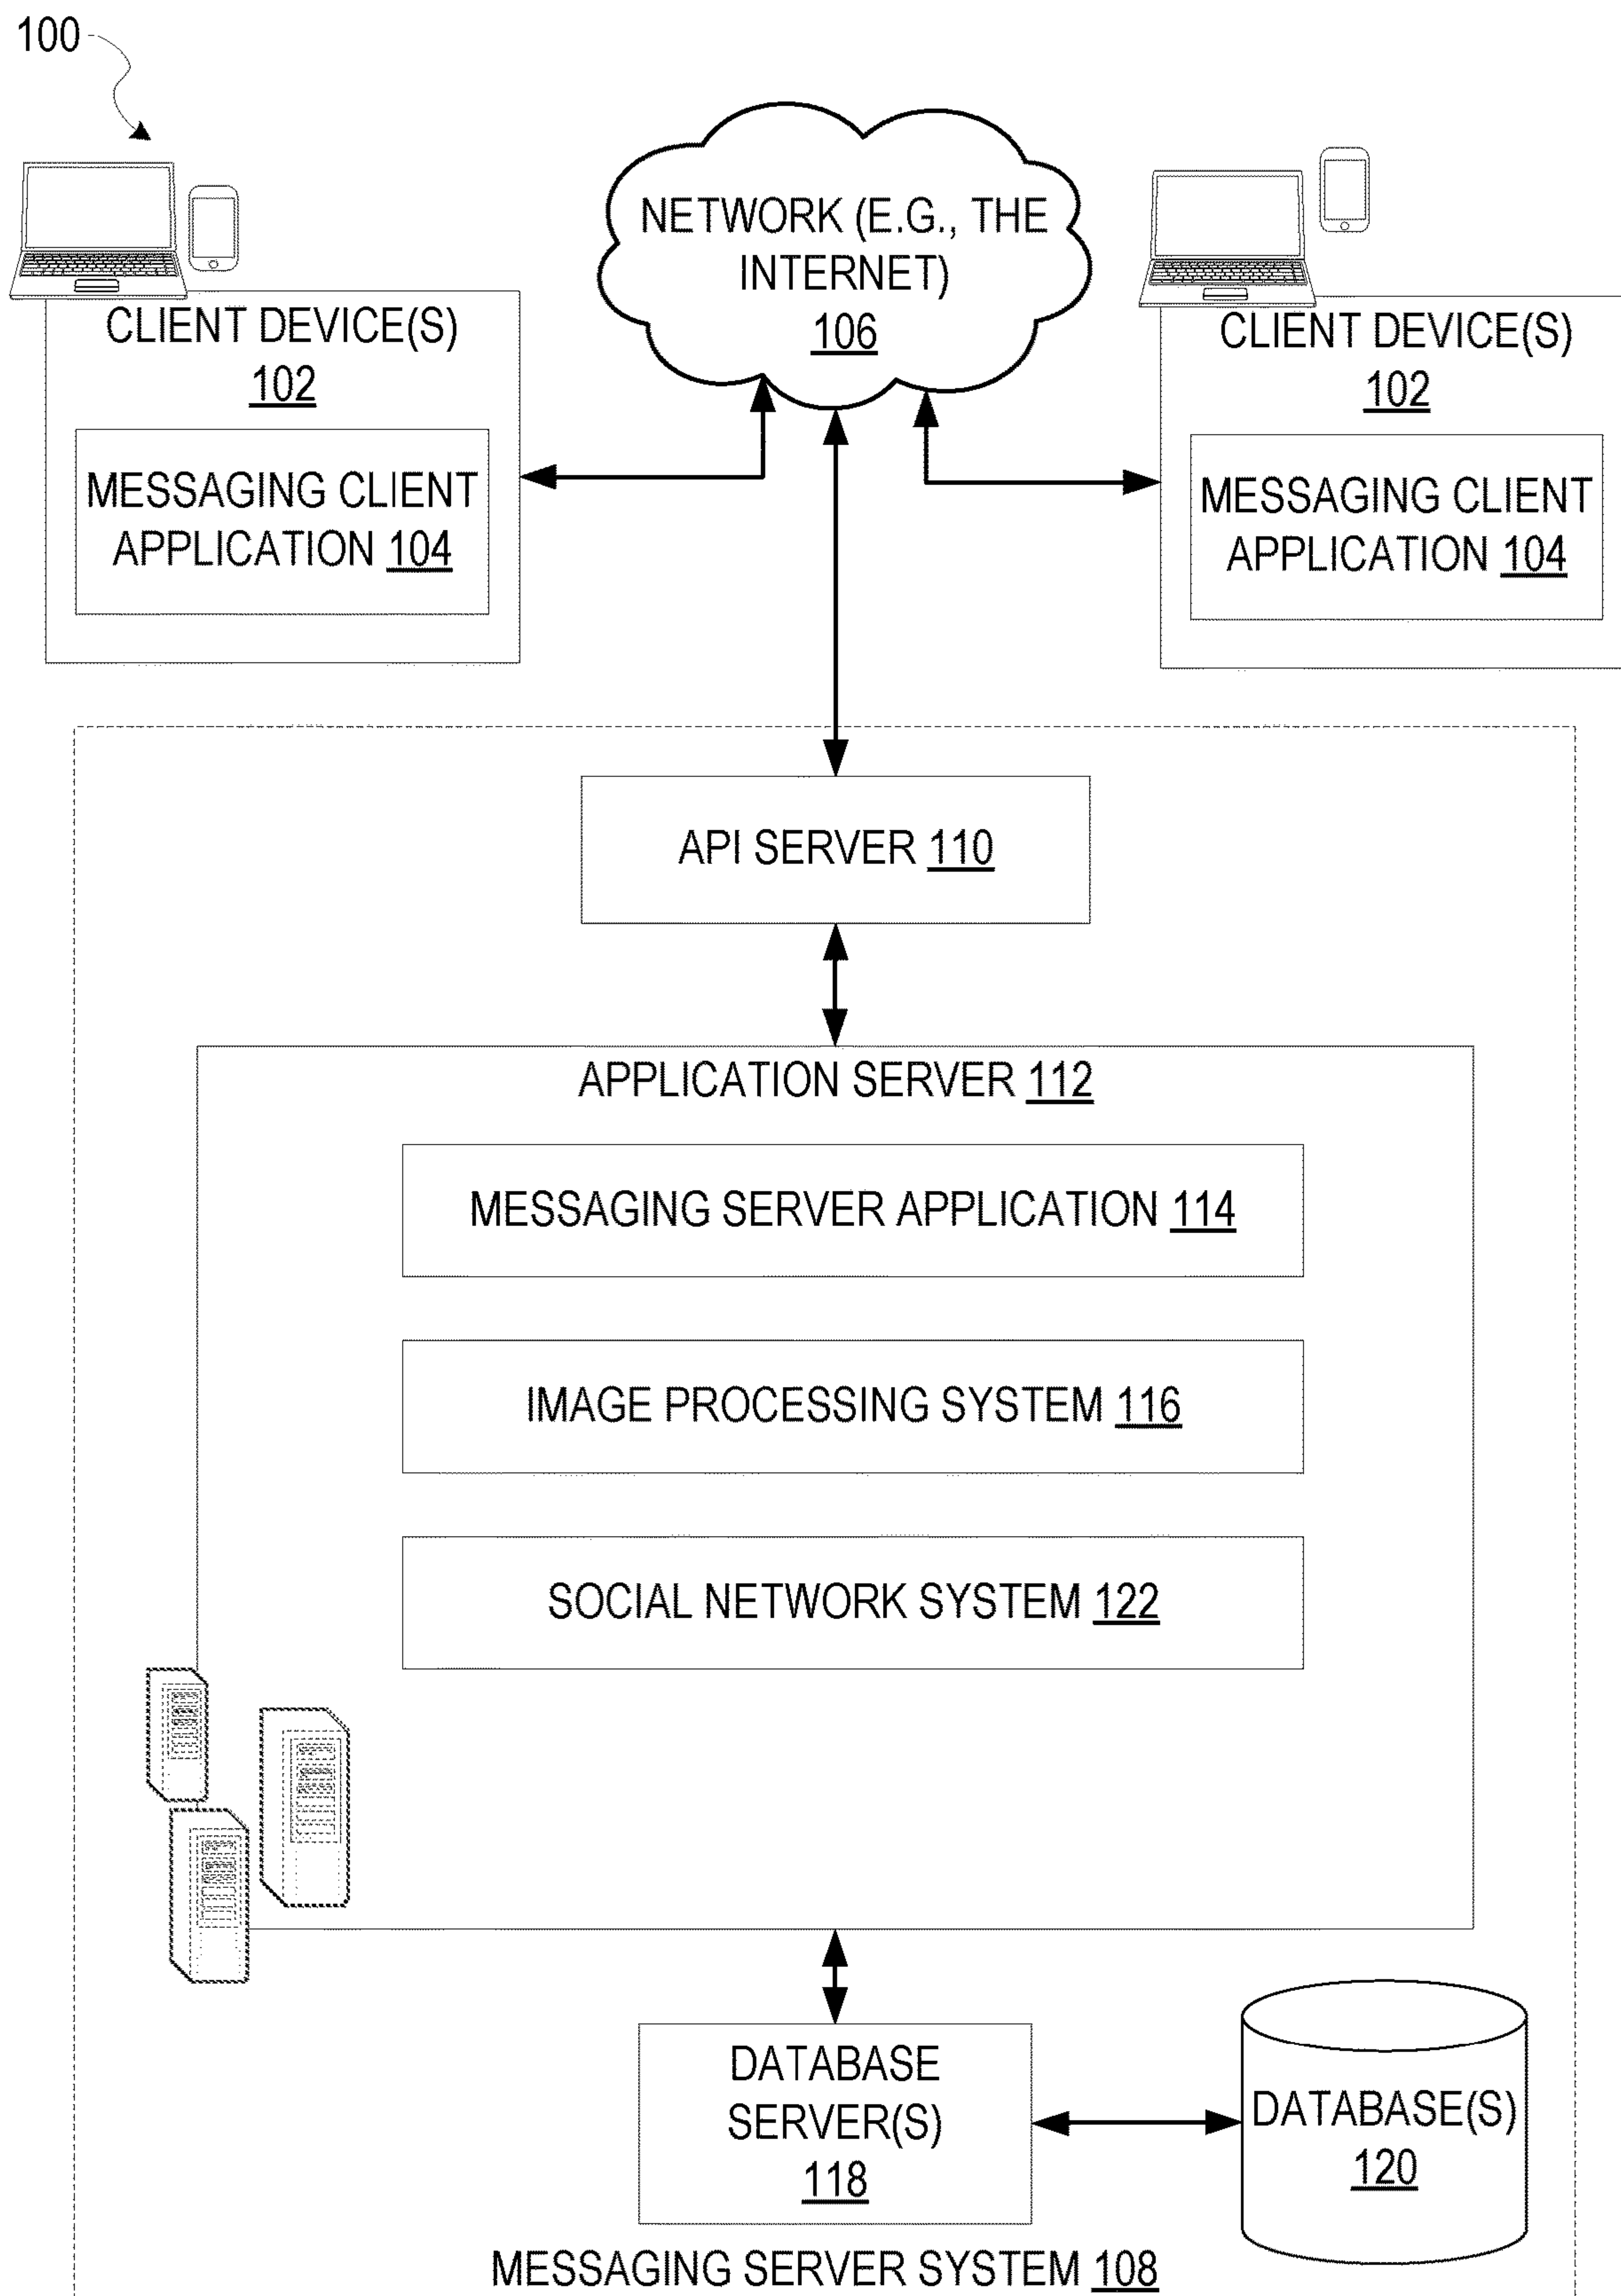 100
NETWORK (E.G., THE
INTERNET)
106
CLIENT DEVICE(S)
102
MESSAGING CLIENT
APPLICATION 104
CLIENT DEVICE(S)
102
MESSAGING CLIENT
APPLICATION 104
API SERVER 110
APPLICATION SERVER 112
MESSAGING SERVER APPLICATION 114
IMAGE PROCESSING SYSTEM 116
SOCIAL NETWORK SYSTEM 122
DATABASE
SERVER(S)
118
DATABASE(S)
120
MESSAGING SERVER SYSTEM 108